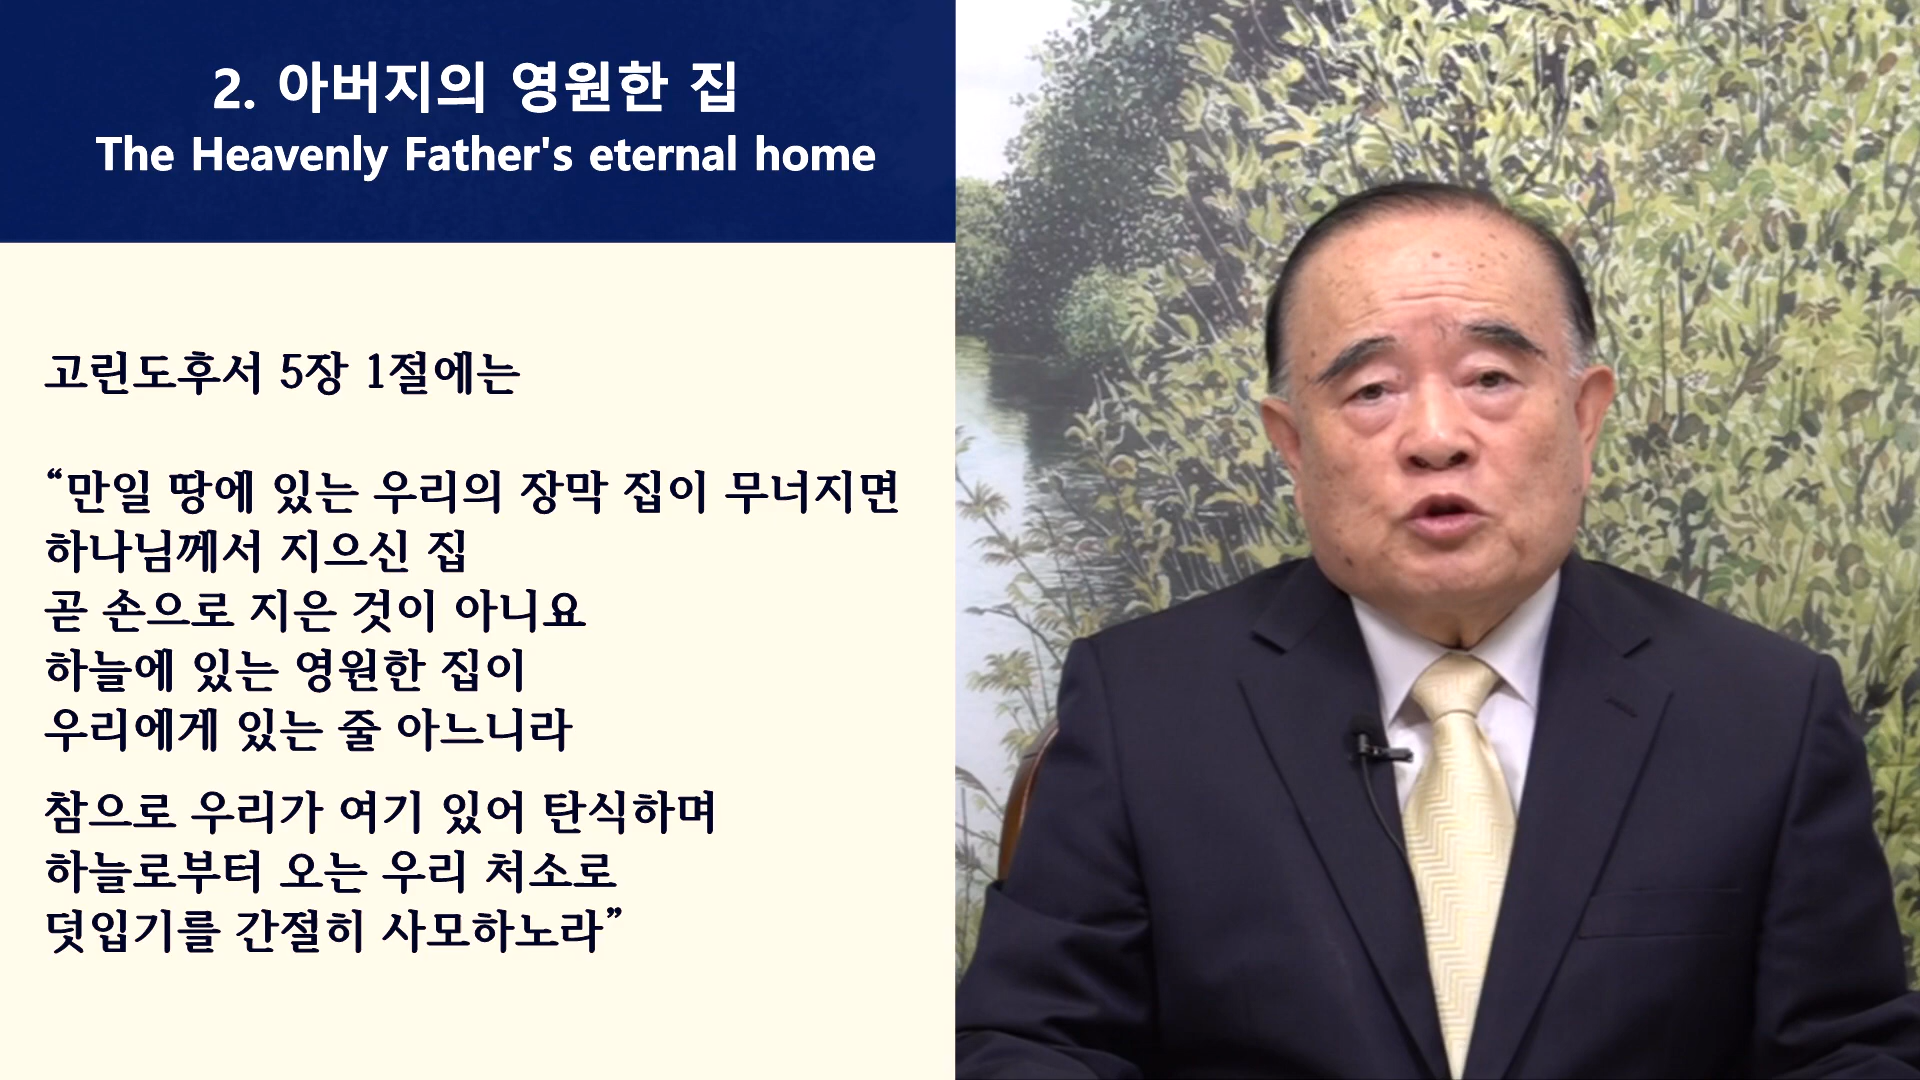 2. 아버지의 영원한 집
The Heavenly Father's eternal home
고린도후서 5장 1절에는
“만일 땅에 있는 우리의 장막 집이 무너지면
하나님께서 지으신 집
곧 손으로 지은 것이 아니요
하늘에 있는 영원한 집이
우리에게 있는 줄 아느니라
참으로 우리가 여기 있어 탄식하며
하늘로부터 오는 우리 처소로
덧입기를 간절히 사모하노라”